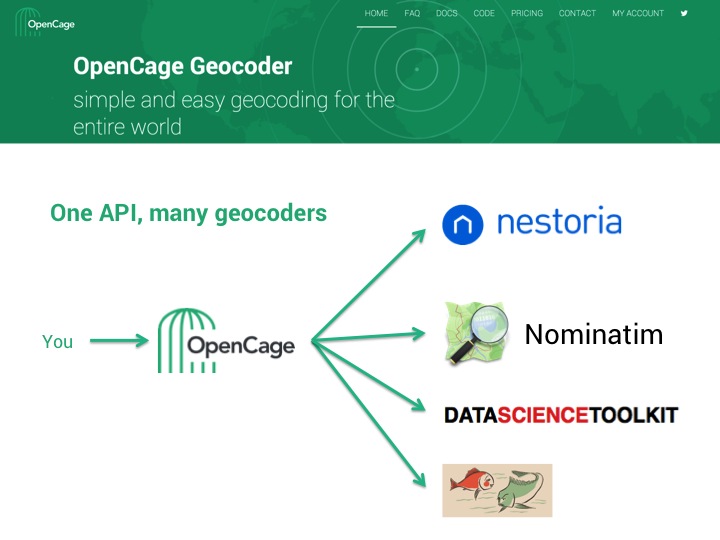 OpenCage
HOME FAQ DOCS CODE PRICING CONTACT MY ACCOUNT
OpenCage Geocoder
simple and easy geocoding for the
entire world
One API, many geocoders
nestoria
You
OpenCage
Nominatim
DATASCIENCETOOLKIT